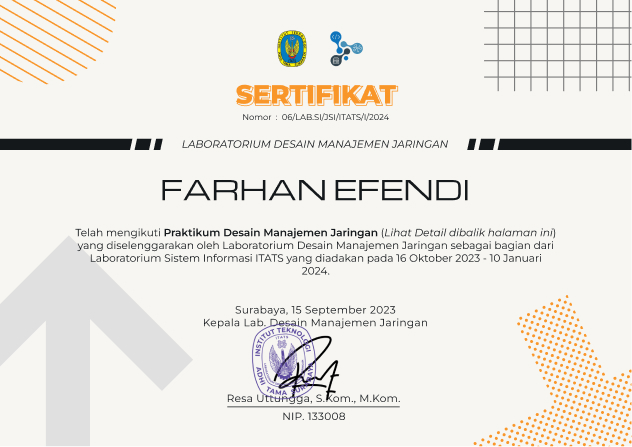 SERTIFIKAT
Nomor : 06/LAB.SI/JSI/ITATS/I/2024
LABORATORIUM DESAIN MANAJEMEN JARINGAN
FARHAN EFENDI
Telah mengikuti Praktikum Desain Manajemen Jaringan (Lihat Detail dibalik halaman ini)
yang diselenggarakan oleh Laboratorium Desain Manajemen Jaringan sebagai bagian dari
Laboratorium Sistem Informasi ITATS yang diadakan pada 16 Oktober 2023 - 10 Januari
2024.
Surabaya, 15 September 2023
Kepala Lab. Desain Manajemen Jaringan
INSTITUT TEKNOLOGI
ITATS
ADHI TAMA SURABAYA
Resa Uttungga, S.Kom., M.Kom.
NIP. 133008